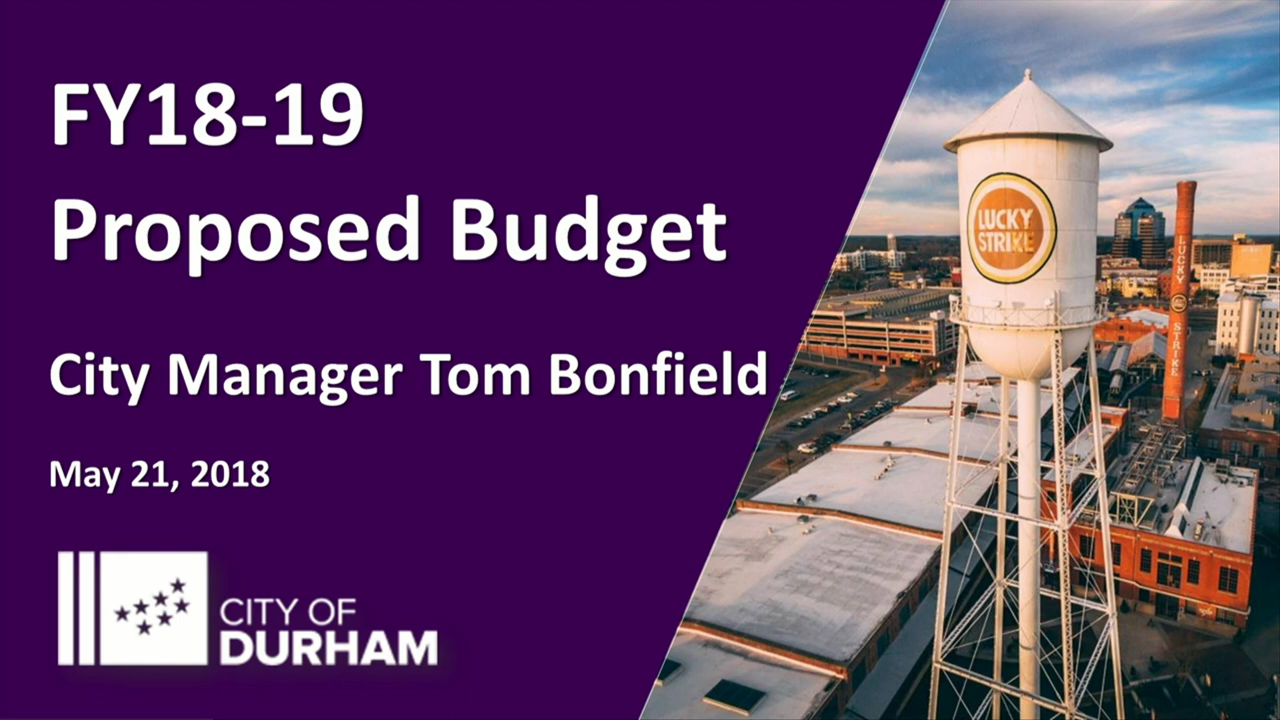 FY18-19
Proposed Budget
City Manager Tom Bonfield
May 21, 2018
CITY OF
DURHAM
LUCKY
STRIKE
LUCKY
STRIKE